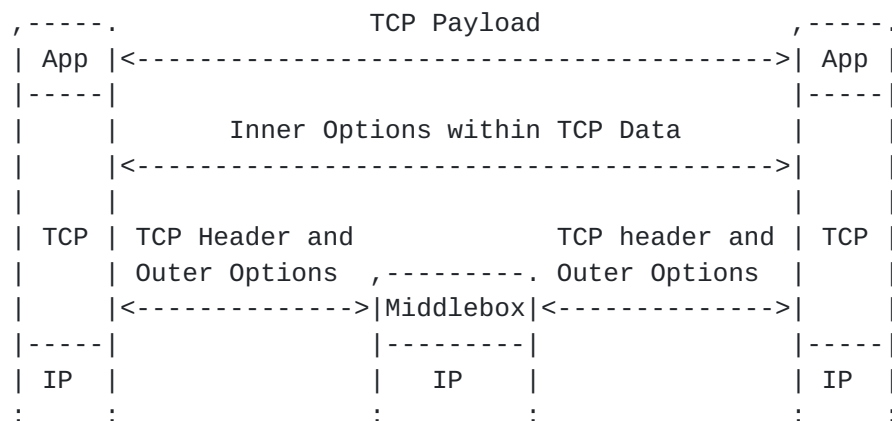 ,-----.                TCP Payload                ,-----.
| App |<----------------------------------------->| App |
|-----|                                           |-----|
|     |       Inner Options within TCP Data       |     |
|     |<----------------------------------------->|     |
|     |                                           |     |
| TCP | TCP Header and             TCP header and | TCP |
|     | Outer Options  ,---------. Outer Options  |     |
|     |<-------------->|Middlebox|<-------------->|     |
|-----|                |---------|                |-----|
| IP  |                |   IP    |                | IP  |
:     :                :         :                :     :